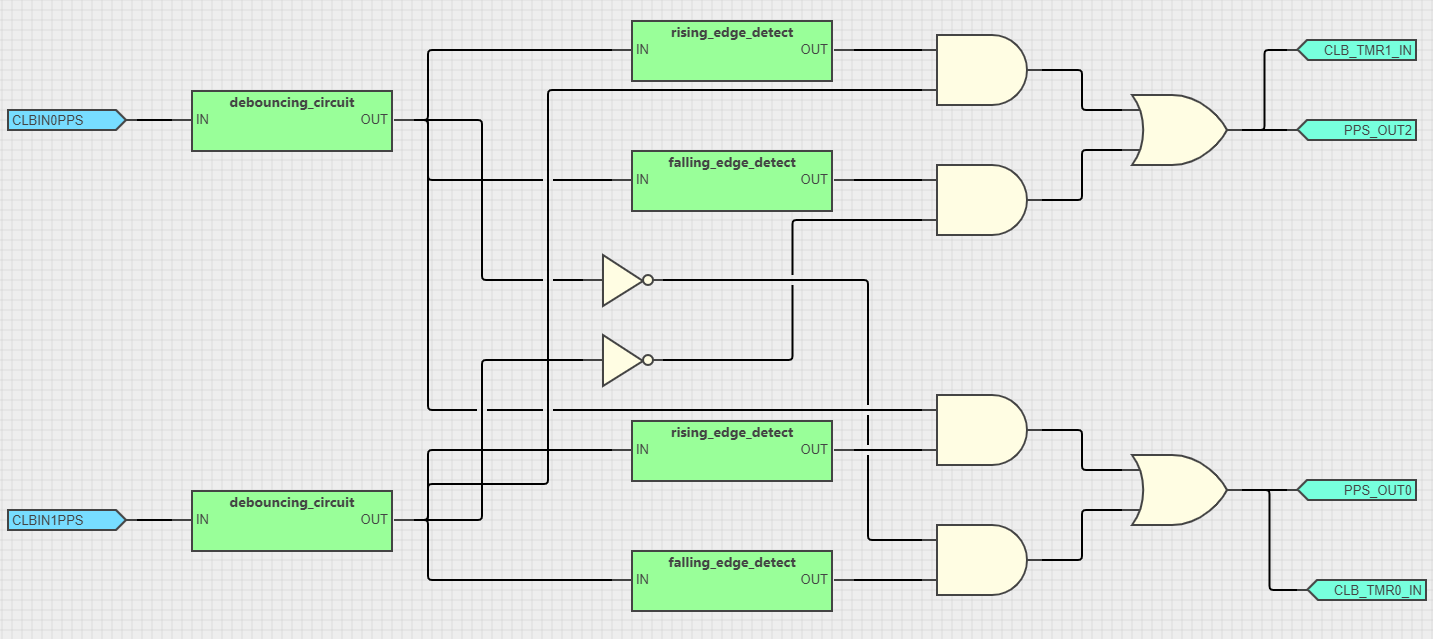 rising_edge_detect
IN OUT
CLB_TMR1_IN
debouncing_circuit
CLBIN0PPS
IN OUT
PPS_OUT2
falling_edge_detect
IN OUT
rising_edge_detect
IN OUT
debouncing_circuit
CLBIN1PPS
IN OUT
PPS_OUT0
falling_edge_detect
IN OUT
CLB_TMR0_IN